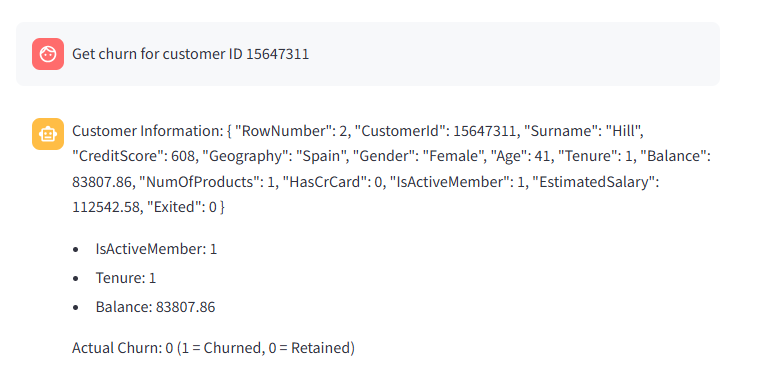 Get churn for customer ID 15647311
Customer Information: { "RowNumber": 2, "CustomerId": 15647311, "Surname": "Hill",
"CreditScore": 608, "Geography": "Spain", "Gender": "Female", "Age": 41, "Tenure": 1, "Balance":
83807.86, "NumOfProducts": 1, "HasCrCard": 0, "IsActiveMember": 1, "EstimatedSalary":
112542.58, "Exited": 0 }
• IsActiveMember: 1
• Tenure: 1
• Balance: 83807.86
Actual Churn: 0 (1 = Churned, 0 = Retained)